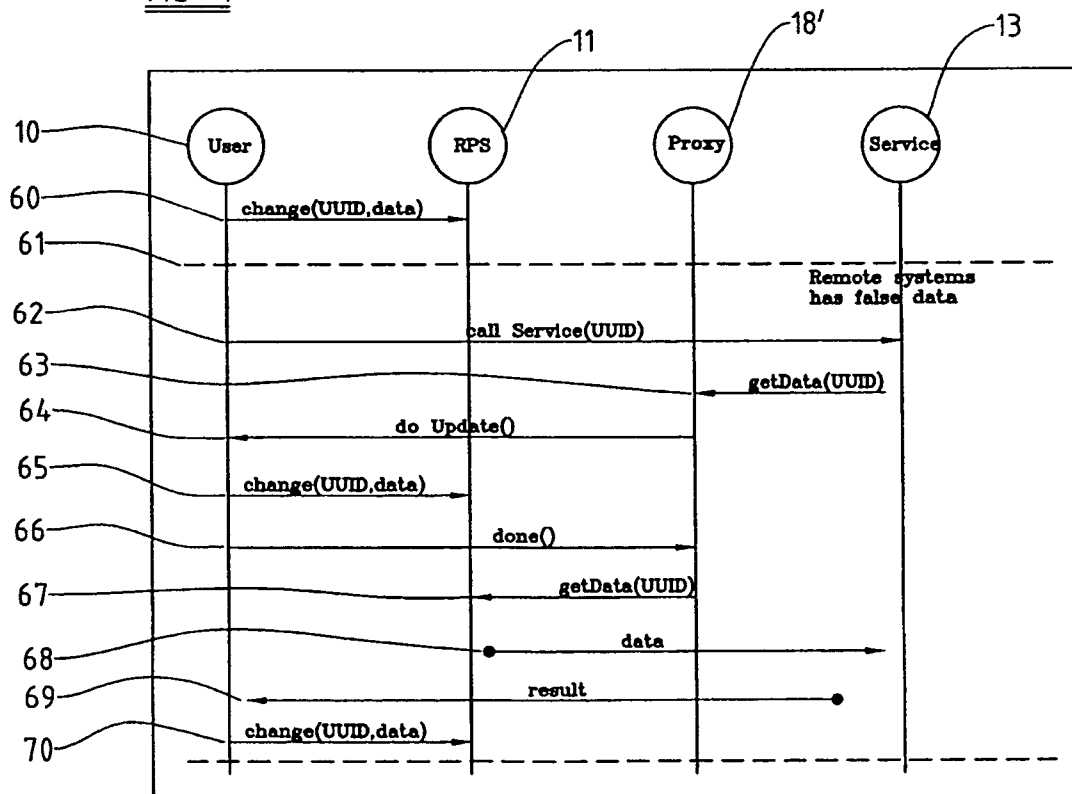 11
18'
13
10
User
RPS
Proxy
Service
60
change(UUID,data)
61
Remote systems
has false data
62
call Service(UUID)
63
getData(UUID)
64
do Update()
65
change(UUID,data)
66
done()
67
getData(UUID)
68
data
69
result
70
change(UUID,data)